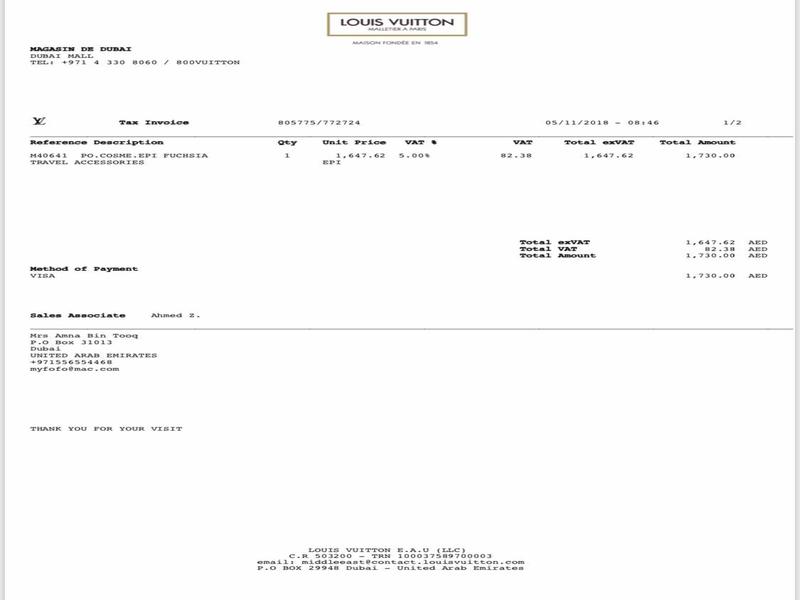 LOUIS VUITTON
MALLETIER A PARIS
MAISON FONDÉE EN 1854
MAGASIN DE DUBAI
DUBAI MALL
TEL: +971 4 330 8060 / 800VUITTON
LV Tax Invoice 805775/772724 05/11/2018 - 08:46 1/2
Reference Description Qty Unit Price VAT % VAT Total exVAT Total Amount
M40641 PO.COSME.EPI FUCHSIA 1 1,647.62 5.00% 82.38 1,647.62 1,730.00
TRAVEL ACCESSORIES EPI
Total exVAT 1,647.62 AED
Total VAT 82.38 AED
Total Amount 1,730.00 AED
Method of Payment
VISA 1,730.00 AED
Sales Associate Ahmed Z.
Mrs Amna Bin Tooq
P.O Box 31013
Dubai
UNITED ARAB EMIRATES
+971556554468
myfofo@mac.com
THANK YOU FOR YOUR VISIT
LOUIS VUITTON E.A.U (LLC)
C.R 503200 - TRN 100037589700003
email: middleeast@contact.louisvuitton.com
P.O BOX 29948 Dubai - United Arab Emirates